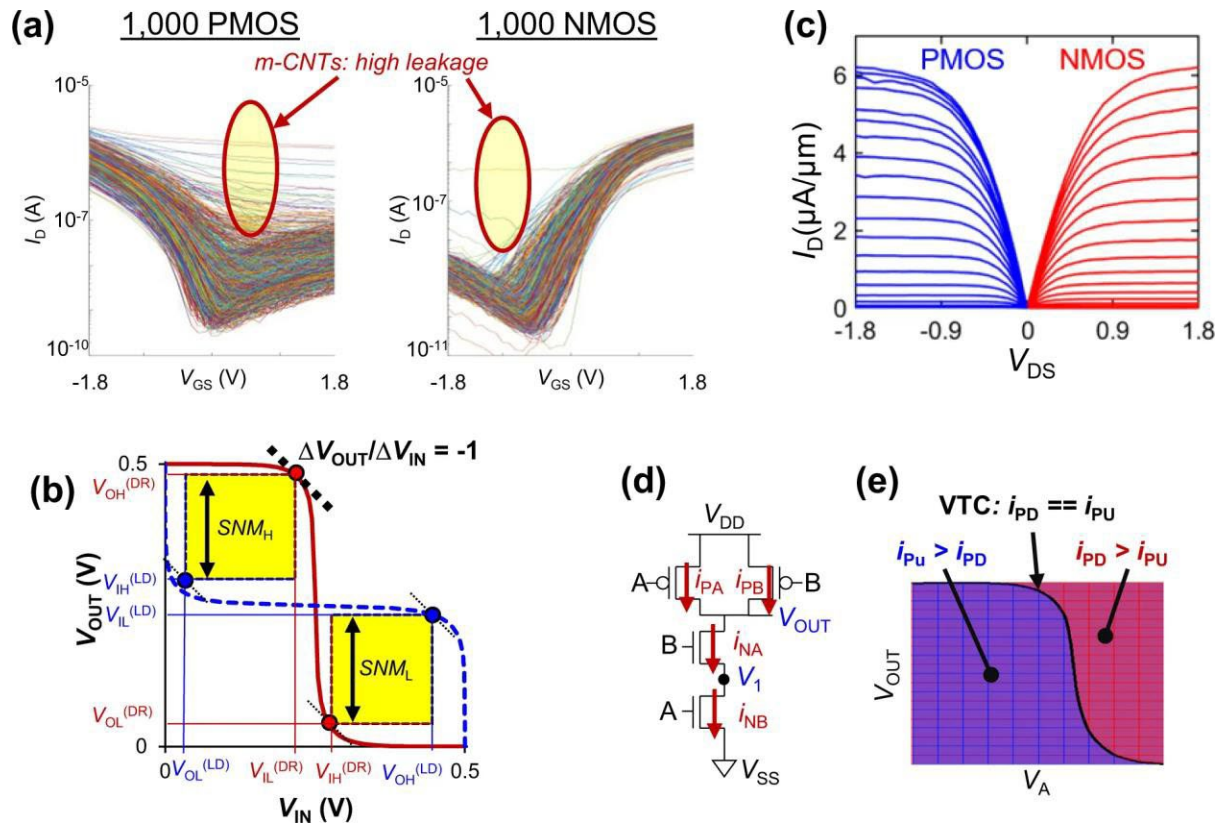 (a)
1,000 PMOS
1,000 NMOS
m-CNTs: high leakage
10⁻⁵
10⁻⁷
10⁻¹⁰
I_D (A)
-1.8
V_GS (V)
1.8
10⁻⁵
10⁻⁷
10⁻¹¹
I_D (A)
-1.8
V_GS (V)
1.8
(c)
PMOS
NMOS
6
4
2
0
I_D(μA/μm)
-1.8
-0.9
0
0.9
1.8
V_DS
(b)
ΔV_OUT/ΔV_IN = -1
0.5
V_OH^(DR)
SNM_H
V_IH^(LD)
V_IL^(LD)
V_OUT (V)
SNM_L
V_OL^(DR)
0
0
V_OL^(LD)
V_IL^(DR)
V_IH^(DR)
V_OH^(LD)
0.5
V_IN (V)
(d)
V_DD
A
i_PA
i_PB
B
V_OUT
B
i_NA
V_1
A
i_NB
V_SS
(e)
VTC: i_PD == i_PU
i_Pu > i_PD
i_PD > i_PU
V_OUT
V_A